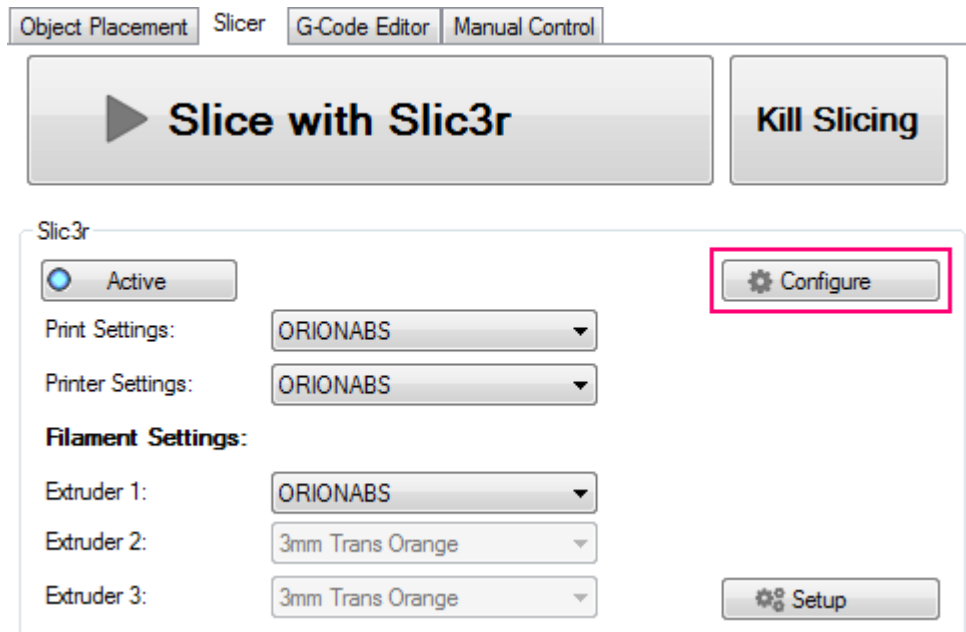 Object Placement Slicer G-Code Editor Manual Control
Slice with Slic3r Kill Slicing
Slic3r
Active Configure
Print Settings: ORIONABS
Printer Settings: ORIONABS
Filament Settings:
Extruder 1: ORIONABS
Extruder 2: 3mm Trans Orange
Extruder 3: 3mm Trans Orange Setup